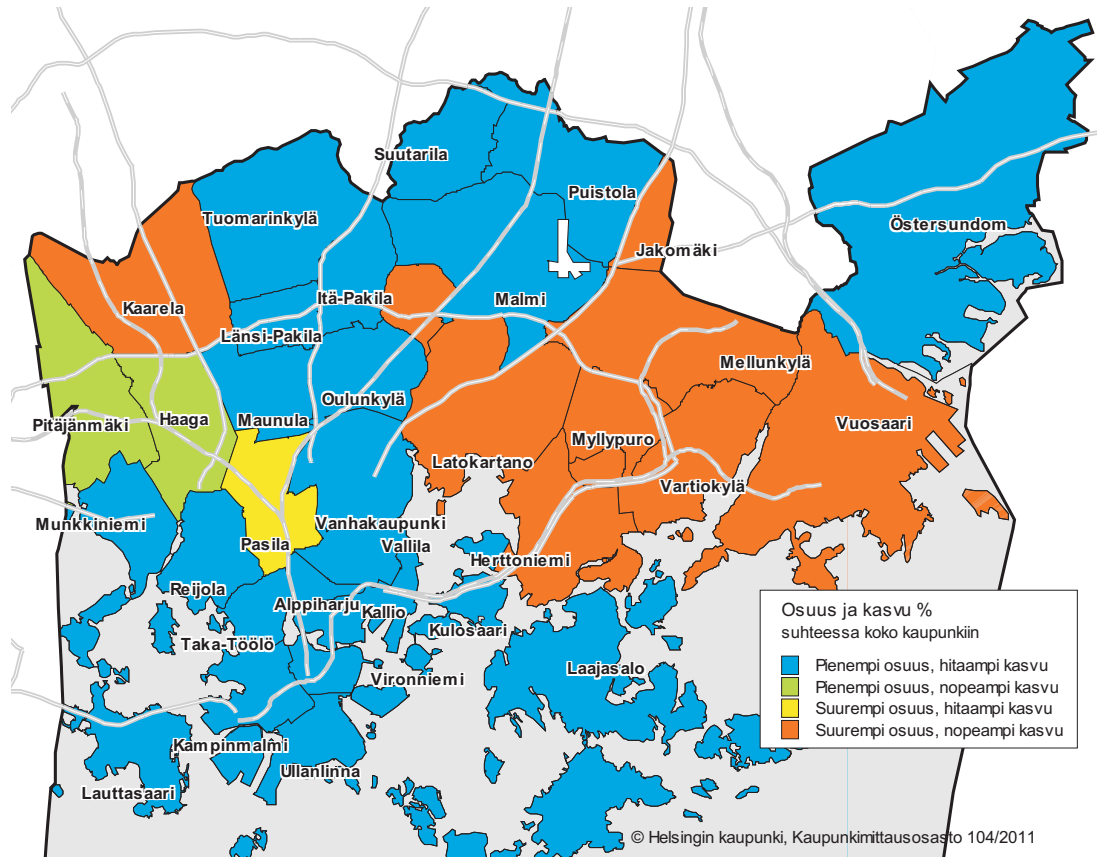 Suutarila
Puistola
Tuomarinkylä
Östersundom
Jakomäki
Itä-Pakila
Malmi
Kaarela
Länsi-Pakila
Mellunkylä
Oulunkylä
Haaga
Maunula
Pitäjänmäki
Vuosaari
Myllypuro
Latokartano
Vartiokylä
Munkkiniemi
Vanhakaupunki
Pasila
Vallila
Herttoniemi
Reijola
Alppiharju
Kallio
Kulosaari
Taka-Töölö
Laajasalo
Vironniemi
Kampinmalmi
Ullanlinna
Lauttasaari
Osuus ja kasvu %
suhteessa koko kaupunkiin
Pienempi osuus, hitaampi kasvu
Pienempi osuus, nopeampi kasvu
Suurempi osuus, hitaampi kasvu
Suurempi osuus, nopeampi kasvu
© Helsingin kaupunki, Kaupunkimittausosasto 104/2011